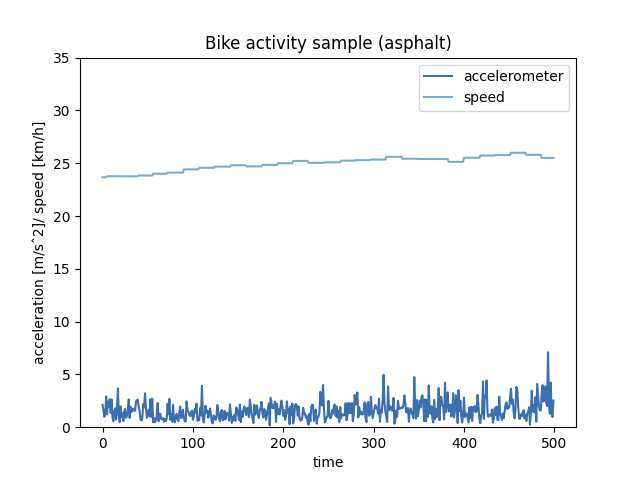 Bike activity sample (asphalt)
accelerometer
speed
acceleration [m/s^2]/ speed [km/h]
35
30
25
20
15
10
5
0
0 100 200 300 400 500
time